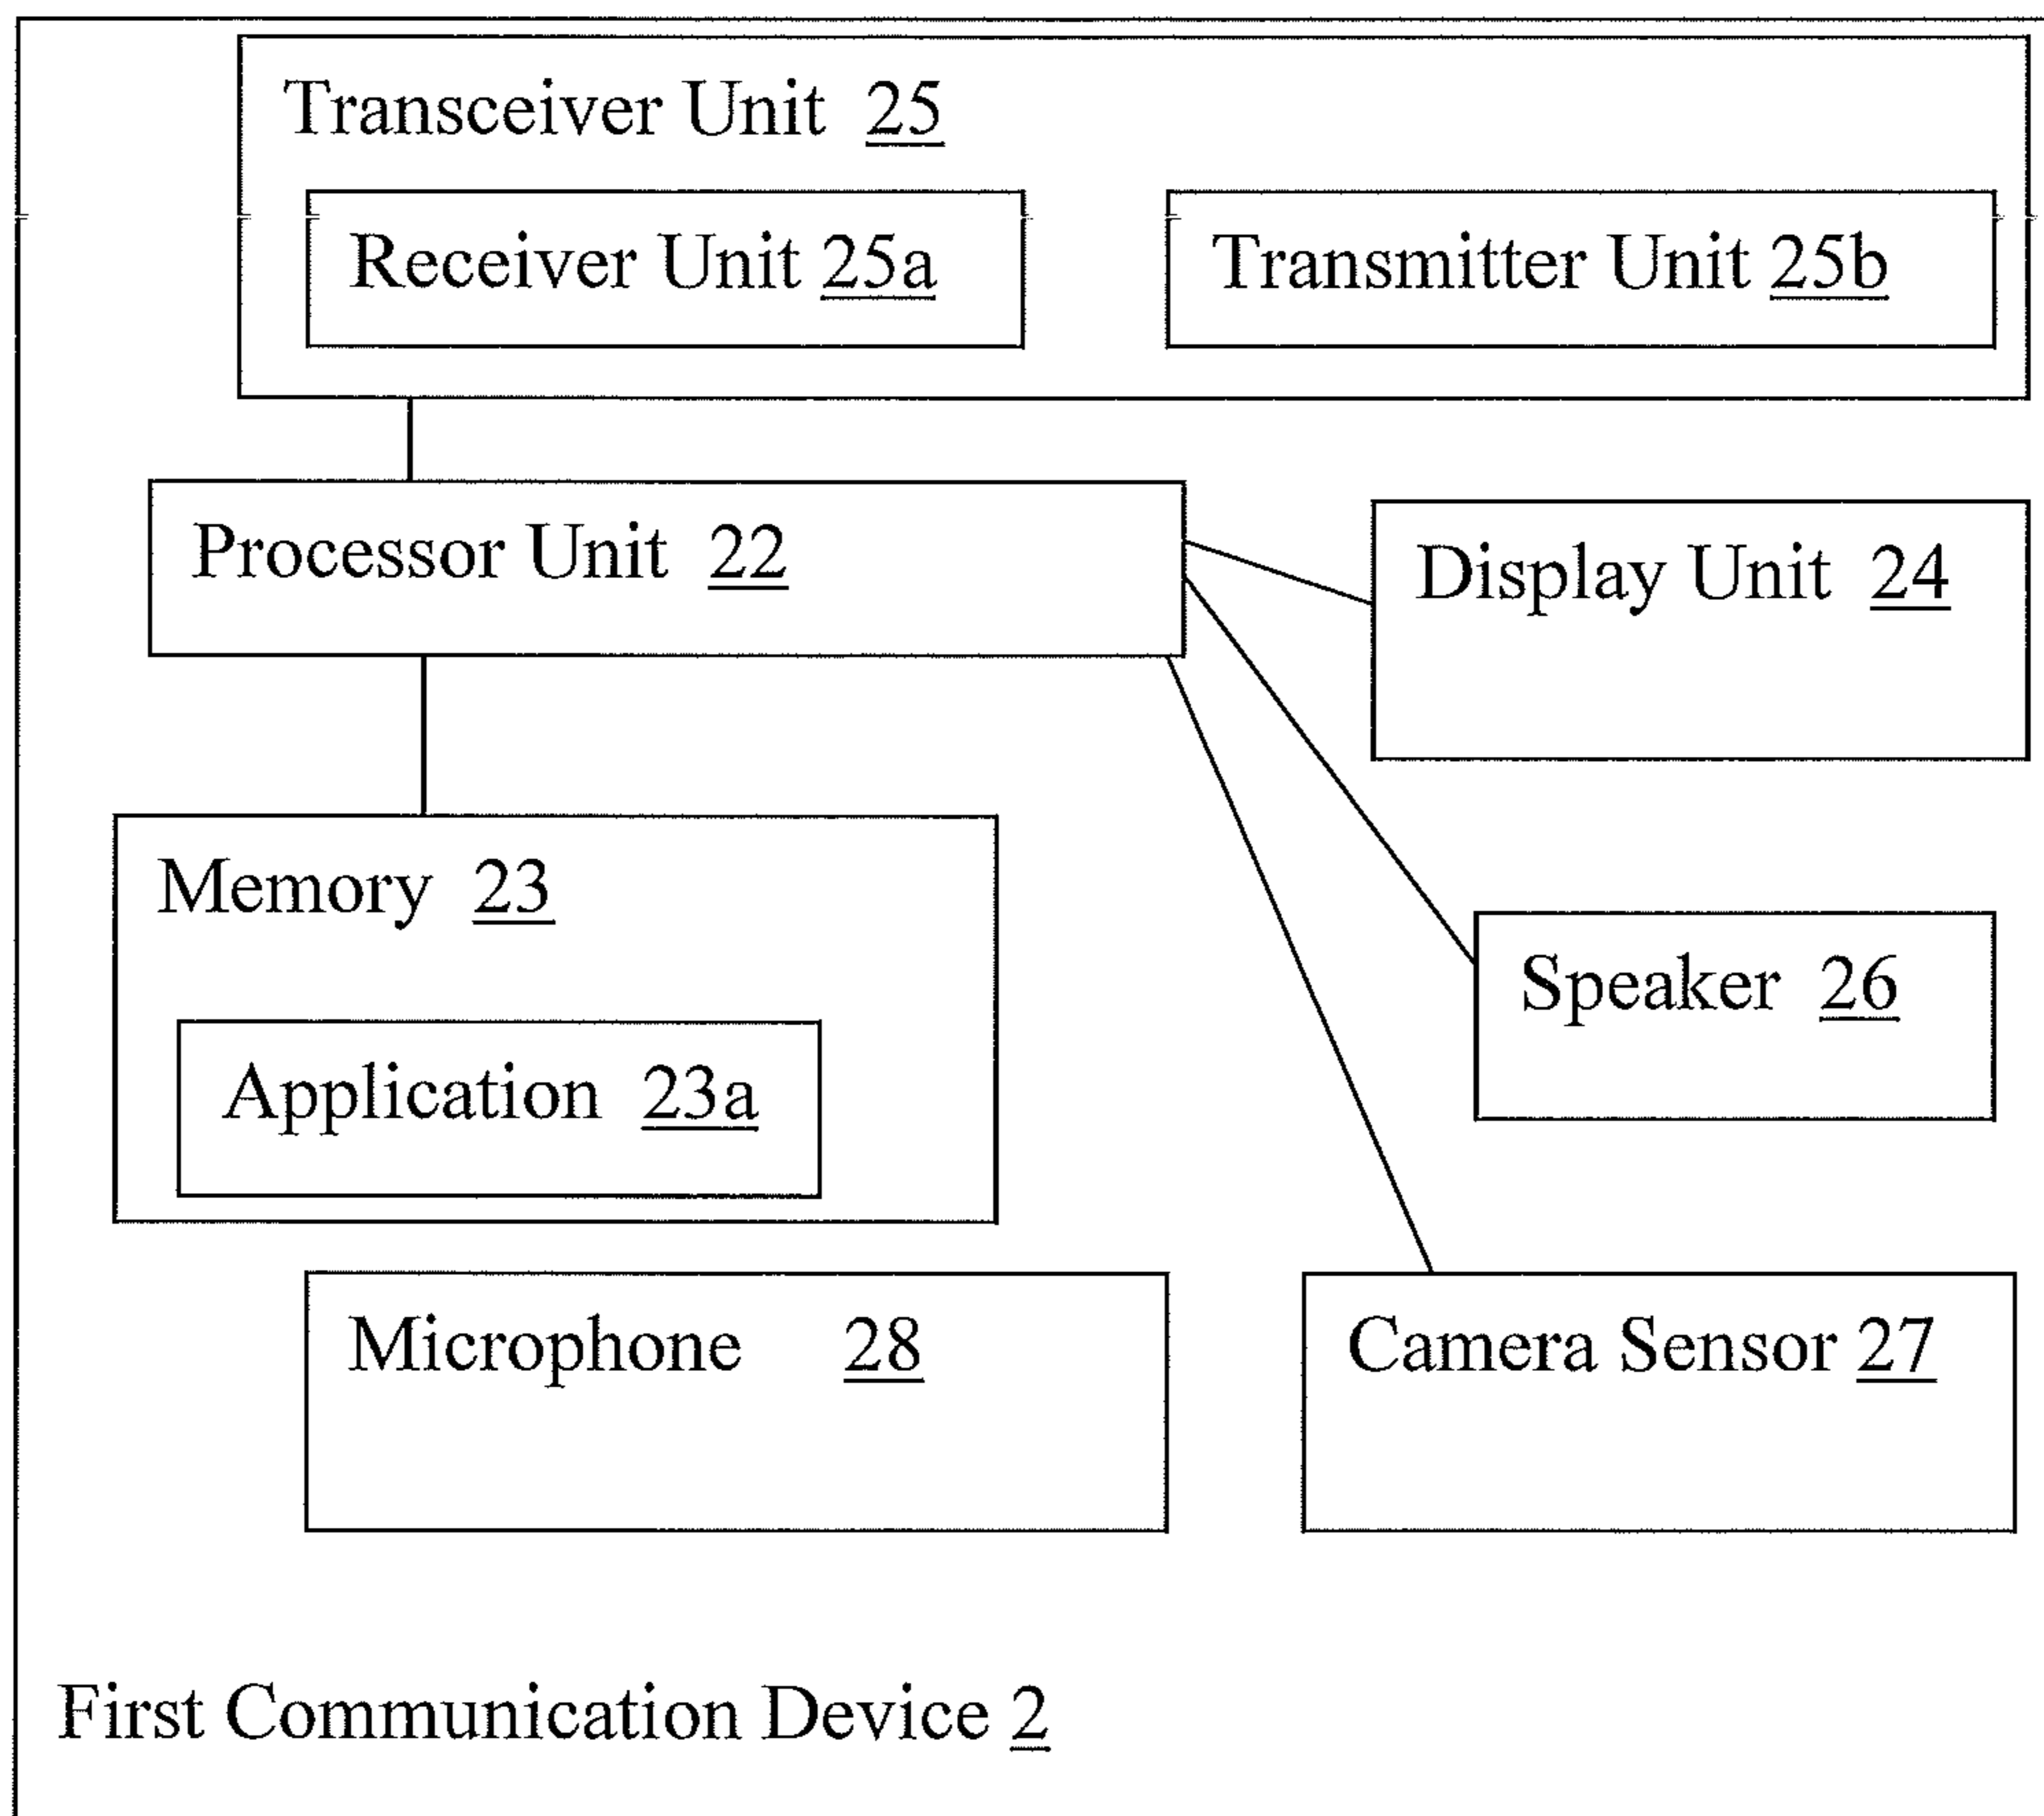 Transceiver Unit 25
Receiver Unit 25a
Transmitter Unit 25b
Processor Unit 22
Display Unit 24
Memory 23
Speaker 26
Application 23a
Microphone 28
Camera Sensor 27
First Communication Device 2